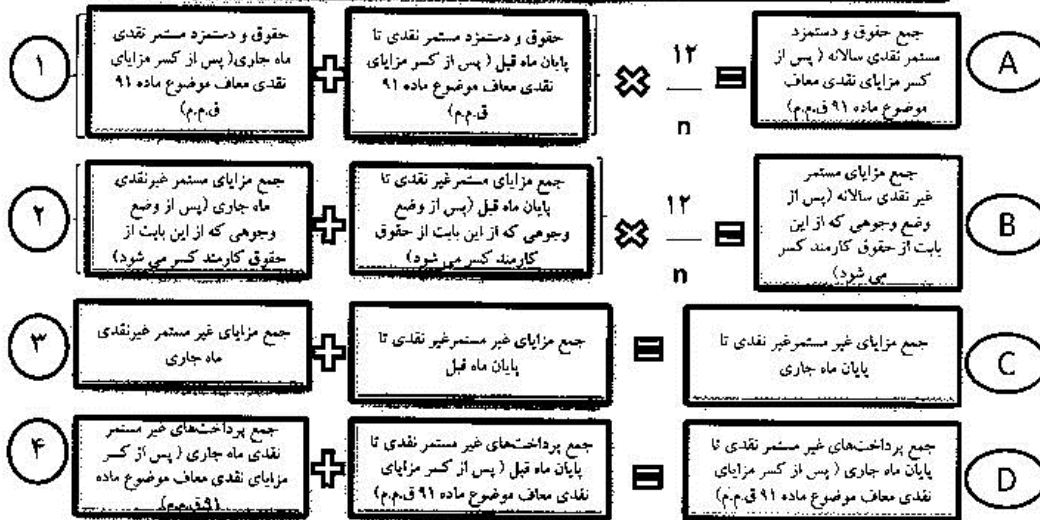 ۱
حقوق و دستمزد مستمر نقدی
ماه جاری( پس از کسر مزایای
نقدی معاف موضوع ماده ۹۱
ق.م.م)
+
حقوق و دستمزد مستمر نقدی تا
پایان ماه قبل ( پس از کسر مزایای
نقدی معاف موضوع ماده ۹۱
ق.م.م)
×
۱۲
n
=
جمع حقوق و دستمزد
مستمر نقدی سالانه ( پس از
کسر مزایای نقدی معاف
موضوع ماده ۹۱ ق.م.م)
A
۲
جمع مزایای مستمر غیرنقدی
ماه جاری (پس از وضع
وجوهی که از این بابت از
حقوق کارمند کسر می شود)
+
جمع مزایای مستمرغیر نقدی تا
پایان ماه قبل (پس از وضع
وجوهی که از این بابت از حقوق
کارمند کسر می شود)
×
۱۲
n
=
جمع مزایای مستمر
غیر نقدی سالانه (پس از
وضع وجوهی که از این
بابت از حقوق کارمند کسر
می شود)
B
۳
جمع مزایای غیر مستمر غیرنقدی
ماه جاری
+
جمع مزایای غیر مستمرغیر نقدی تا
پایان ماه قبل
=
جمع مزایای غیر مستمرغیر نقدی تا
پایان ماه جاری
C
۴
جمع پرداخت‌های غیر مستمر
نقدی ماه جاری ( پس از کسر
مزایای نقدی معاف موضوع ماده
۹۱ق.م.م)
+
جمع پرداخت‌های غیر مستمر نقدی تا
پایان ماه قبل ( پس از کسر مزایای
نقدی معاف موضوع ماده ۹۱ ق.م.م)
=
جمع پرداخت‌های غیر مستمر نقدی تا
پایان ماه جاری ( پس از کسر مزایای
نقدی معاف موضوع ماده ۹۱ ق.م.م)
D